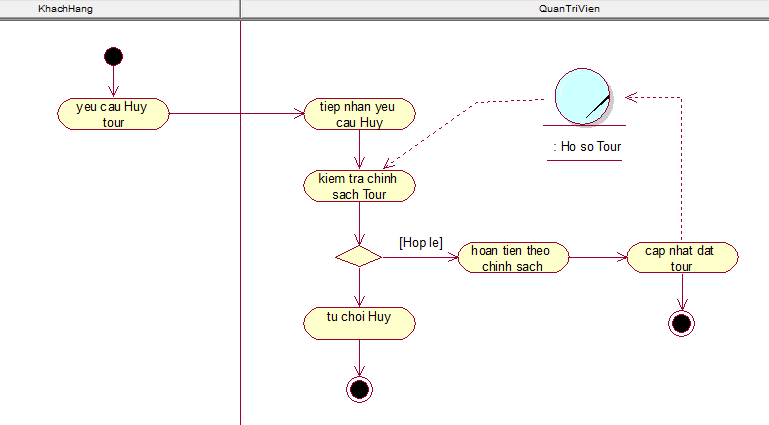 KhachHang
QuanTriVien
yeu cau Huy
tour
tiep nhan yeu
cau Huy
: Ho so Tour
kiem tra chinh
sach Tour
[Hop le]
hoan tien theo
chinh sach
cap nhat dat
tour
tu choi Huy